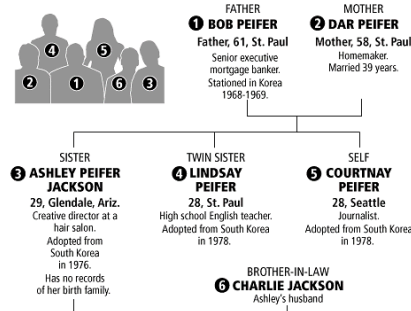 FATHER
1 BOB PEIFER
Father, 61, St. Paul
Senior executive
mortgage banker.
Stationed in Korea
1968-1969.
MOTHER
2 DAR PEIFER
Mother, 58, St. Paul
Homemaker.
Married 39 years.
4
5
2
1
6
3
SISTER
3 ASHLEY PEIFER
JACKSON
29, Glendale, Ariz.
Creative director at a
hair salon.
Adopted from
South Korea
in 1976.
Has no records
of her birth family.
TWIN SISTER
4 LINDSAY
PEIFER
28, St. Paul
High school English teacher.
Adopted from South Korea
in 1978.
SELF
5 COURTNAY
PEIFER
28, Seattle
Journalist.
Adopted from South Korea
in 1978.
BROTHER-IN-LAW
6 CHARLIE JACKSON
Ashley's husband